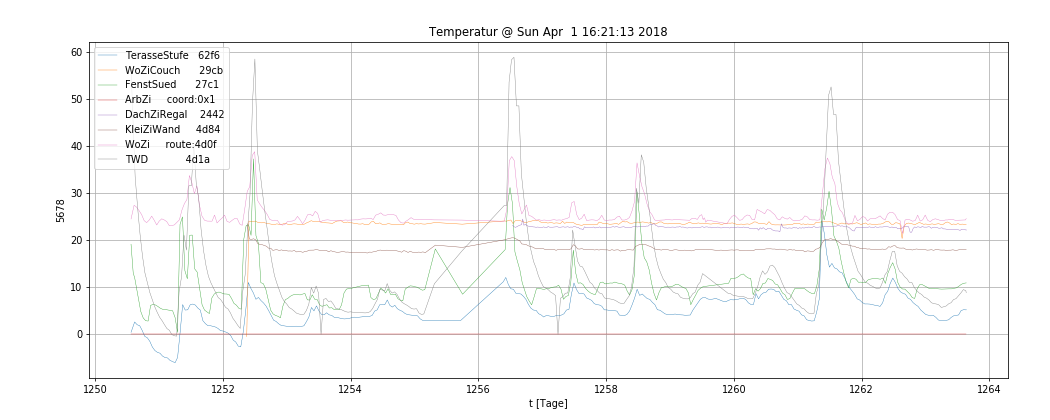 Temperatur @ Sun Apr  1 16:21:13 2018
60
50
40
30
20
10
0
5678
TerasseStufe 62f6
WoZiCouch 29cb
FenstSued 27c1
ArbZi coord:0x1
DachZiRegal 2442
KleiZiWand 4d84
WoZi route:4d0f
TWD 4d1a
1250 1252 1254 1256 1258 1260 1262 1264
t [Tage]